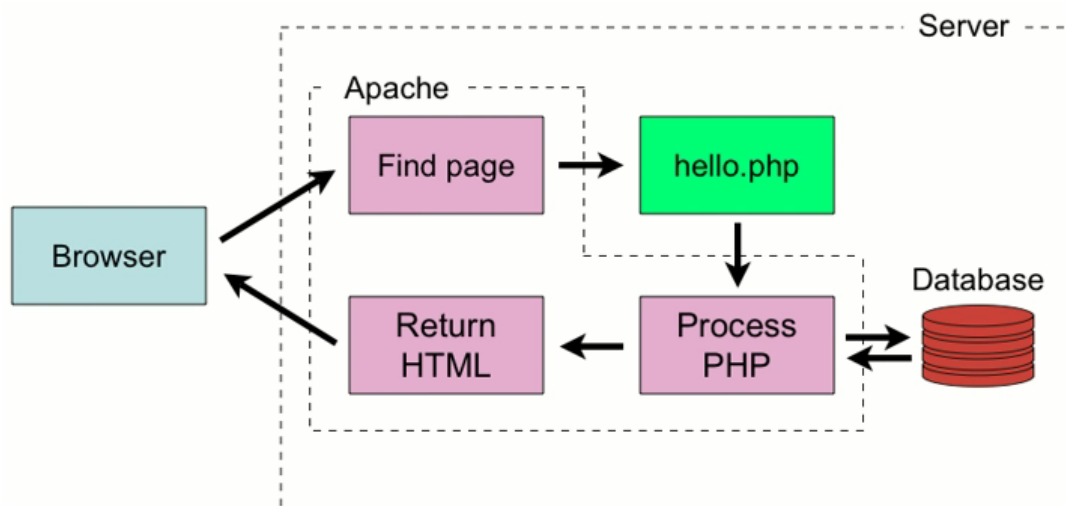 Server
Apache
Find page
hello.php
Browser
Database
Return
HTML
Process
PHP